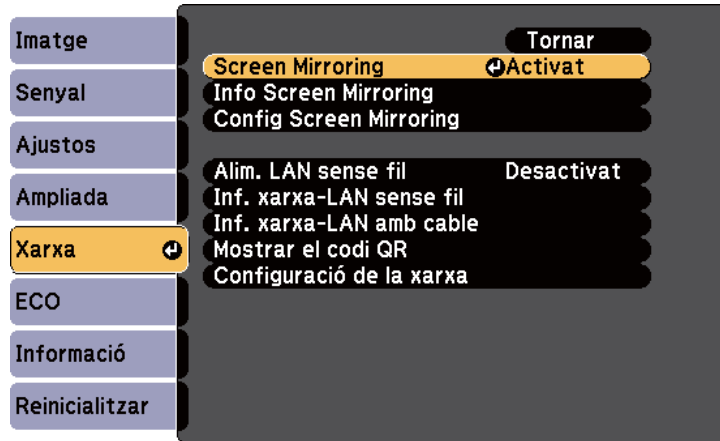 Imatge
Senyal
Ajustos
Ampliada
Xarxa
ECO
Informació
Reinicialitzar
Tornar
Screen Mirroring Activat
Info Screen Mirroring
Config Screen Mirroring
Alim. LAN sense fil Desactivat
Inf. xarxa-LAN sense fil
Inf. xarxa-LAN amb cable
Mostrar el codi QR
Configuració de la xarxa